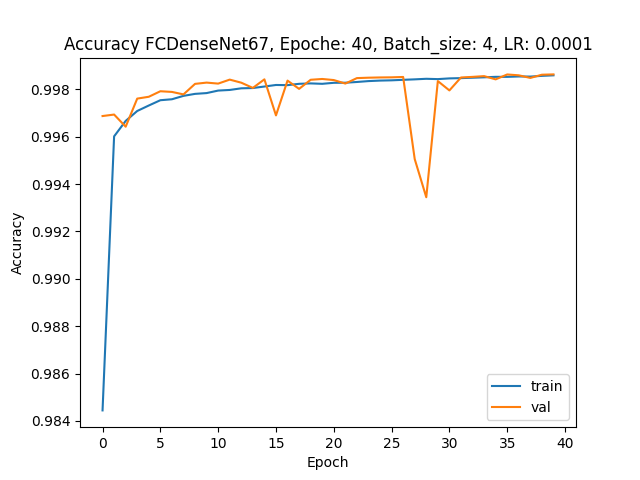 Accuracy FCDenseNet67, Epoche: 40, Batch_size: 4, LR: 0.0001
0.998
0.996
0.994
0.992
0.990
0.988
0.986
0.984
Accuracy
train
val
0 5 10 15 20 25 30 35 40
Epoch